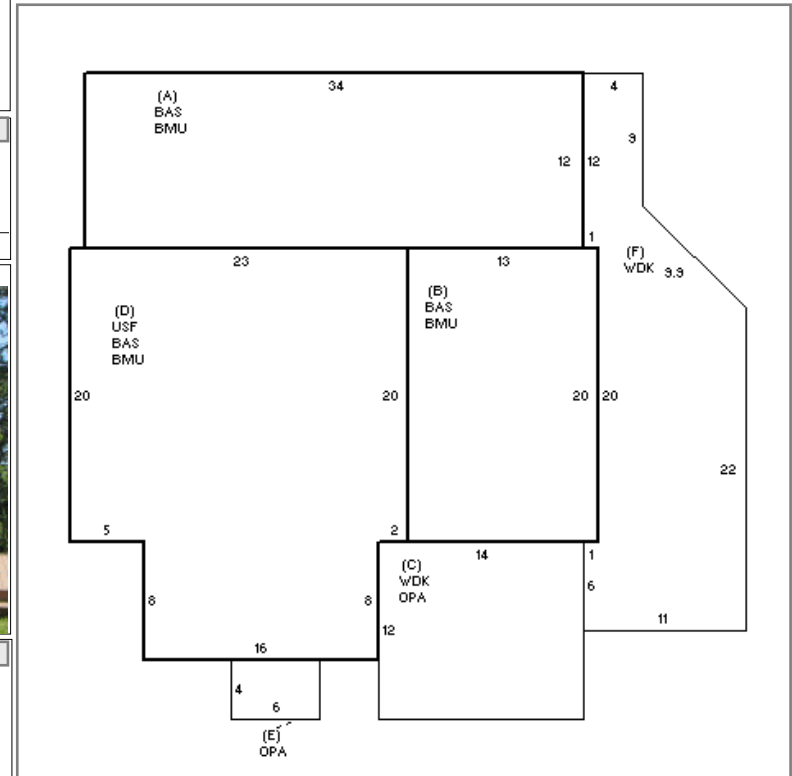 34
4
(A)
BAS
BMU
9
12 12
1
23
13
(F)
WDK
9.9
(B)
BAS
BMU
(D)
USF
BAS
BMU
20
20
20 20
22
5
2
14
1
(C)
WDK
OPA
6
8
8
12
11
16
4
6
(E)
OPA